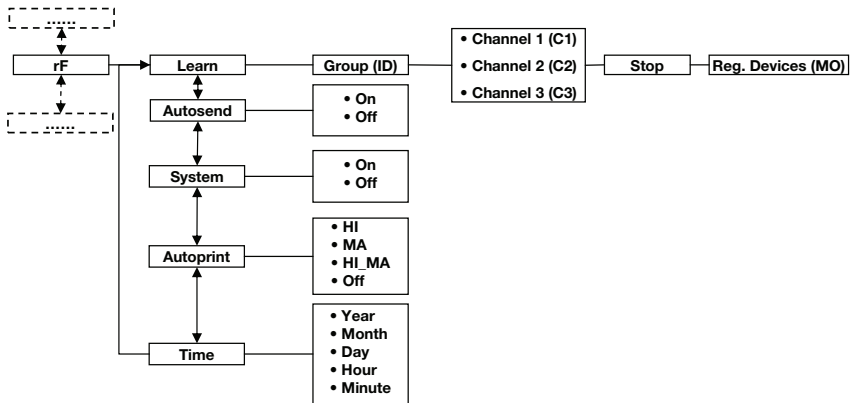 ......
rF
......
Learn
Group (ID)
• Channel 1 (C1)
• Channel 2 (C2)
• Channel 3 (C3)
Stop
Reg. Devices (MO)
Autosend
• On
• Off
System
• On
• Off
Autoprint
• HI
• MA
• HI_MA
• Off
Time
• Year
• Month
• Day
• Hour
• Minute